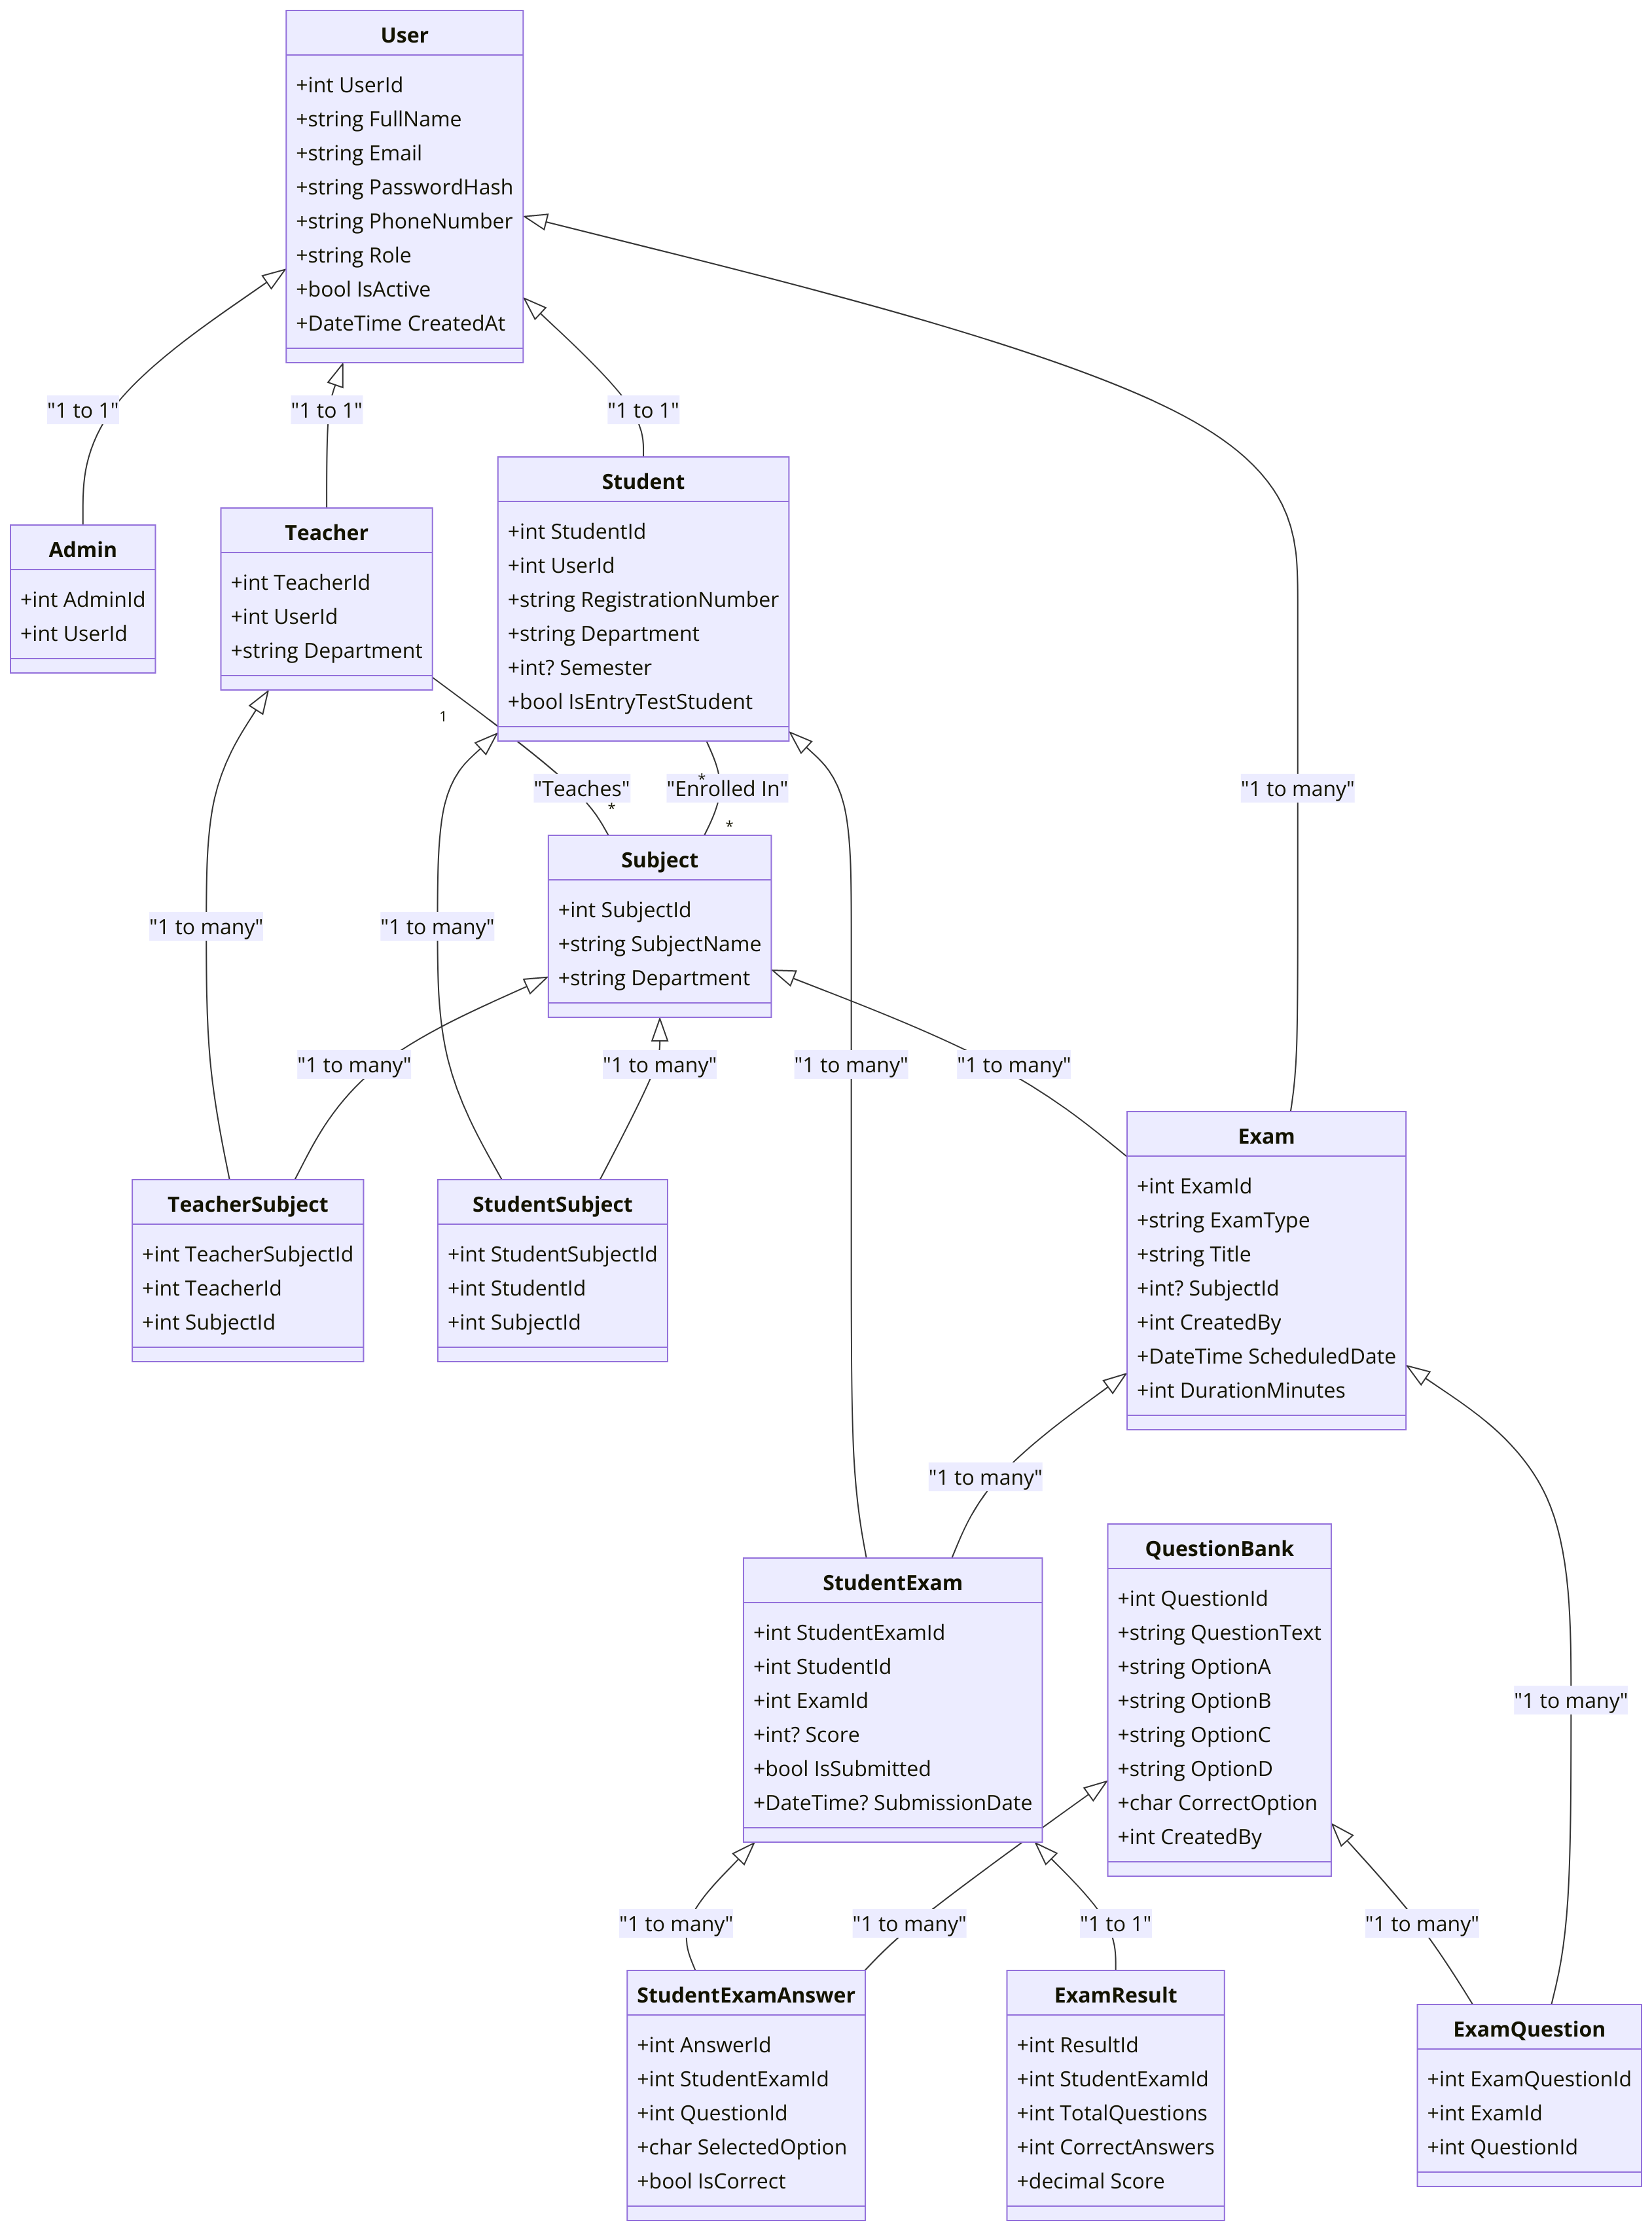 User
+int UserId
+string FullName
+string Email
+string PasswordHash
+string PhoneNumber
+string Role
+bool IsActive
+DateTime CreatedAt
"1 to 1"
"1 to 1"
"1 to 1"
Admin
+int AdminId
+int UserId
Teacher
+int TeacherId
+int UserId
+string Department
Student
+int StudentId
+int UserId
+string RegistrationNumber
+string Department
+int? Semester
+bool IsEntryTestStudent
1
"Teaches"
*
*
"Enrolled In"
*
"1 to many"
Subject
+int SubjectId
+string SubjectName
+string Department
"1 to many"
"1 to many"
"1 to many"
"1 to many"
"1 to many"
"1 to many"
TeacherSubject
+int TeacherSubjectId
+int TeacherId
+int SubjectId
StudentSubject
+int StudentSubjectId
+int StudentId
+int SubjectId
Exam
+int ExamId
+string ExamType
+string Title
+int? SubjectId
+int CreatedBy
+DateTime ScheduledDate
+int DurationMinutes
"1 to many"
StudentExam
+int StudentExamId
+int StudentId
+int ExamId
+int? Score
+bool IsSubmitted
+DateTime? SubmissionDate
QuestionBank
+int QuestionId
+string QuestionText
+string OptionA
+string OptionB
+string OptionC
+string OptionD
+char CorrectOption
+int CreatedBy
"1 to many"
"1 to many"
"1 to many"
"1 to 1"
"1 to many"
StudentExamAnswer
+int AnswerId
+int StudentExamId
+int QuestionId
+char SelectedOption
+bool IsCorrect
ExamResult
+int ResultId
+int StudentExamId
+int TotalQuestions
+int CorrectAnswers
+decimal Score
ExamQuestion
+int ExamQuestionId
+int ExamId
+int QuestionId